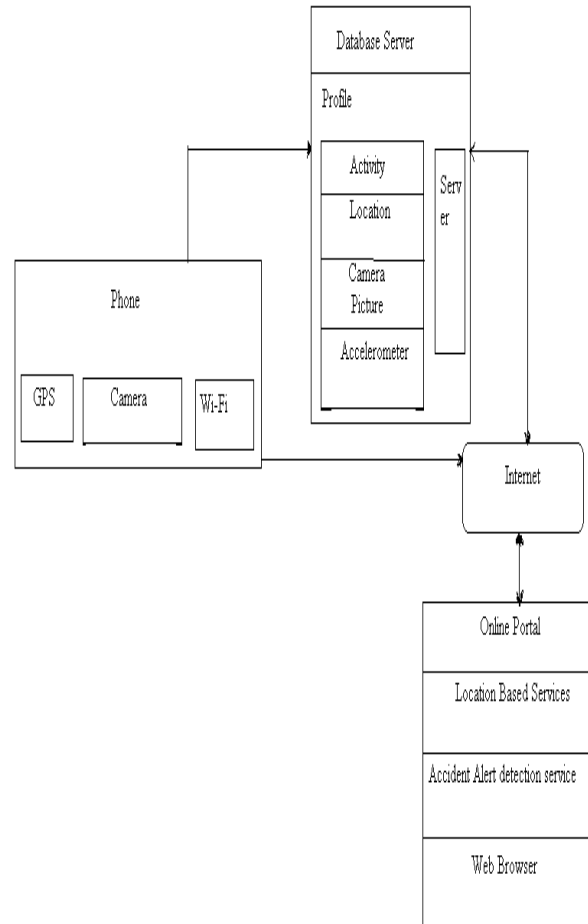 Database Server
Profile
Activity
Location
Camera
Picture
Accelerometer
Serv
er
Phone
GPS
Camera
Wi-Fi
Internet
Online Portal
Location Based Services
Accident Alert detection service
Web Browser